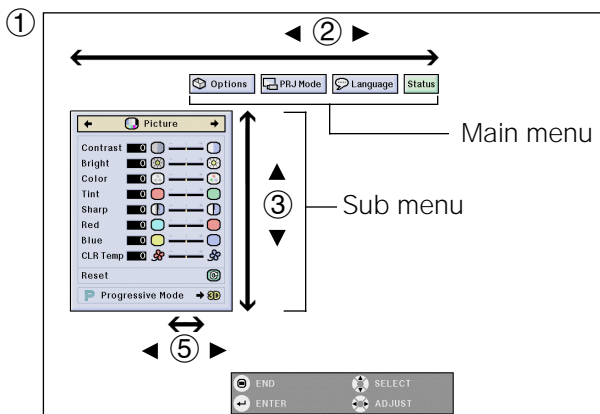 ①
◄ ② ►
Options PRJ Mode Language Status
Main menu
Picture
Contrast 0
Bright 0
Color 0
Tint 0
Sharp 0
Red 0
Blue 0
CLR Temp 0
Reset
P Progressive Mode 3D
▲
③
▼
Sub menu
◄ ⑤ ►
END SELECT
ENTER ADJUST